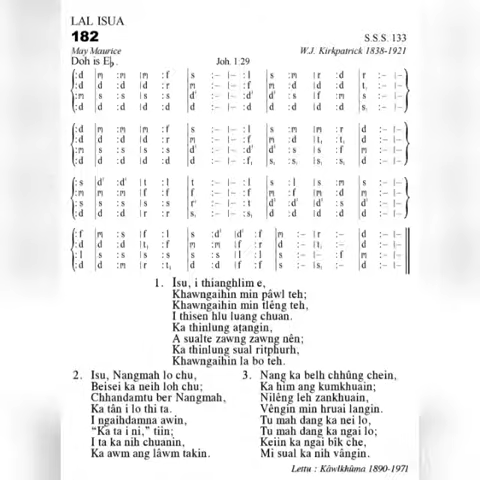 LAL ISUA
182
S.S.S. 133
May Maurice
W.J. Kirkpatrick 1838-1921
Doh is E♭.
Joh. 1:29
:d |m :m |m :f |s :– |– :l |s :m |r :d |r :– |–
:d |d :d |d :r |m :– |– :f |m :d |d :d |t, :– |–
:m |s :s |s :s |d' :– |– :d' |d' :s |f :m |s :– |–
:d |d :d |d :d |d :– |– :d |d :d |d :d |s, :– |–
:d |m :m |m :f |s :– |– :l |s :m |m :r |d :– |–
:d |d :d |d :r |m :– |– :f |m :d |t, :t, |d :– |–
:m |s :s |s :s |d' :– |– :d' |d' :s |s :f |m :– |–
:d |d :d |d :d |d :– |– :f, |s, :s, |s, :s, |d :– |–
:s |d' :d' |t :l |t :– |– :l |s :l |s :m |s :– |–
:m |m :m |f :f |f :– |– :f |m :f |m :d |m :– |–
:s |s :s |s :s |r' :– |– :t |d' :d' |d' :s |d' :– |–
:d |d :d |r :r |s, :– |– :s, |d :d |d :d |d :– |–
:f |m :s |f :l |s :d' |d' :f |m :– |r :– |d :– |–
:d |d :d |t, :f |m :m |f :r |d :– |t, :– |d :– |–
:l |s :s |s :s |s :s |l :l |s :– |– :f |m :– |–
:d |d :m |r :t, |d :d |f :f |s :– |s, :– |d :– |–
1. Isu, i thianghlim e,
Khawngaihin min pâwl teh;
Khawngaihin min tlêng teh,
I thisen hlu luang chuan.
Ka thinlung aṭangin,
A sualte zawng zawng nên;
Ka thinlung sual ritphurh,
Khawngaihin la bo teh.
2. Isu, Nangmah lo chu,
Beisei ka neih loh chu;
Chhandamtu ber Nangmah,
Ka tân i lo thi ta.
I ngaihdamna awin,
“Ka ta i ni,” tiin;
I ta ka nih chuanin,
Ka awm ang lâwm takin.
3. Nang ka belh chhûng chein,
Ka him ang kumkhuain;
Nilêng leh zankhuain,
Vêngin min hruai langin.
Tu mah dang ka nei lo,
Tu mah dang ka ngai lo;
Keiin ka ngai bîk che,
Mi sual ka nih vângin.
Lettu : Kâwlkhûma 1890-1971